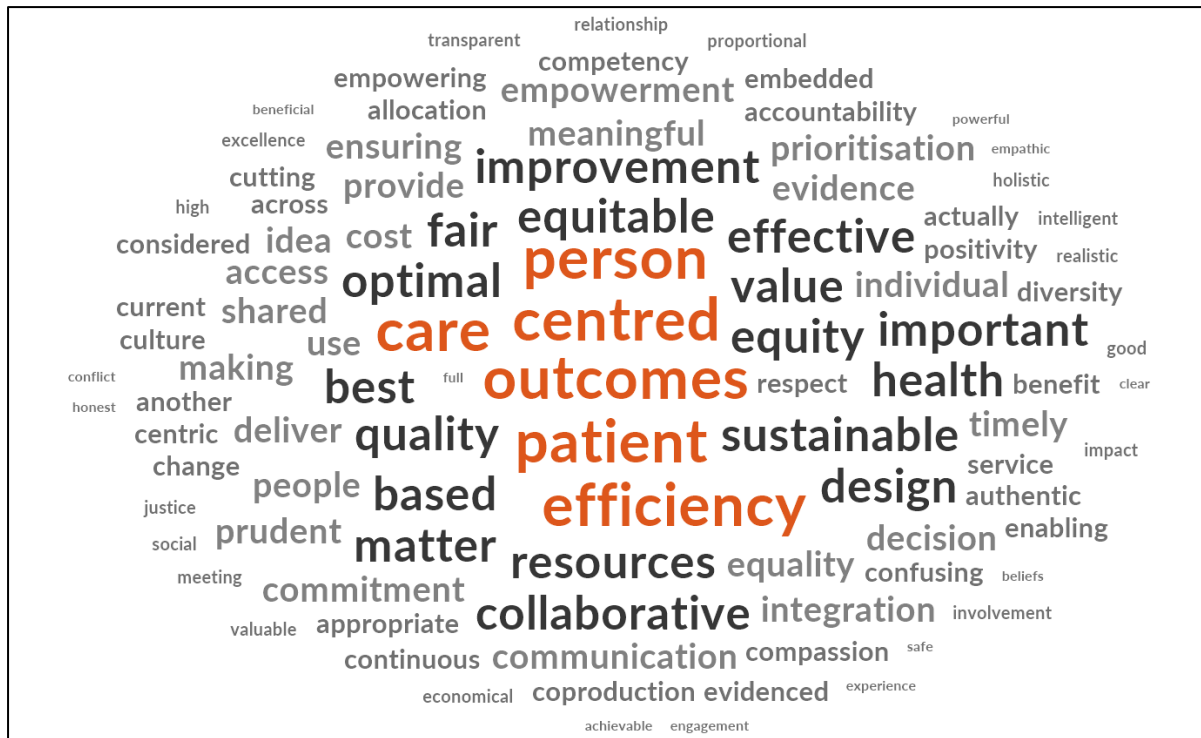 relationship
transparent proportional
competency
empowering empowerment embedded
beneficial allocation accountability
excellence ensuring meaningful prioritisation powerful
empathic
cutting provide improvement evidence holistic
high across equitable actually intelligent
considered idea cost fair effective positivity realistic
access optimal person value individual diversity
current shared care centred equity important
culture use good
making best full outcomes respect health benefit clear
conflict
honest another
centric deliver quality patient sustainable timely
change service impact
people based efficiency design authentic
justice
social prudent matter resources equality decision enabling
meeting confusing beliefs
commitment collaborative integration involvement
valuable appropriate
continuous communication compassion safe
economical coproduction evidenced experience
achievable engagement